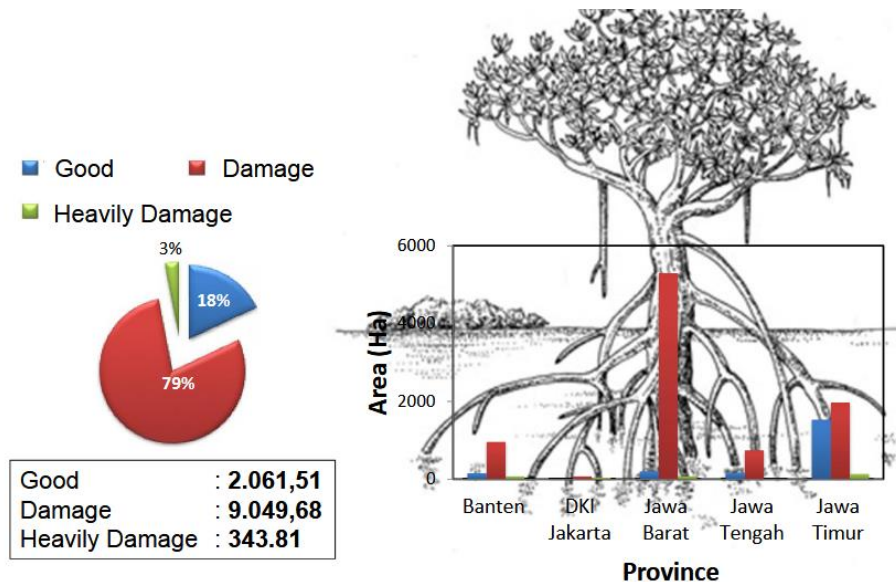 Good
Damage
Heavily Damage
3%
18%
79%
Good : 2.061,51
Damage : 9.049,68
Heavily Damage : 343.81
6000
4000
2000
0
Area (Ha)
Banten
DKI
Jakarta
Jawa
Barat
Jawa
Tengah
Jawa
Timur
Province